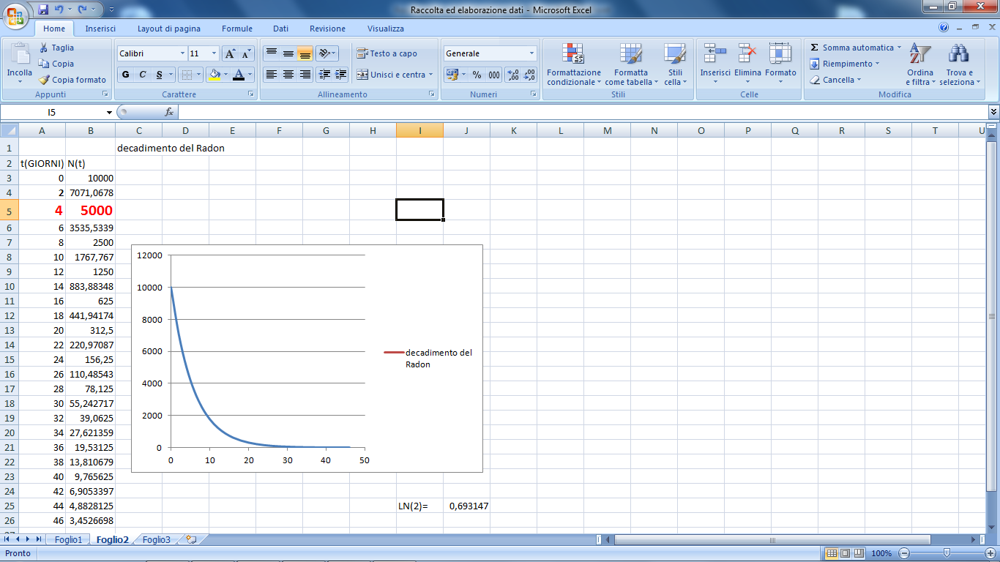 Raccolta ed elaborazione dati - Microsoft Excel
Home Inserisci Layout di pagina Formule Dati Revisione Visualizza
Incolla
Taglia
Copia
Copia formato
Appunti
Calibri 11
G C S
Carattere
Testo a capo
Unisci e centra
Allineamento
Generale
% 000
Numeri
Formattazione condizionale
Formatta come tabella
Stili cella
Stili
Inserisci Elimina Formato
Celle
Somma automatica
Riempimento
Cancella
Ordina e filtra
Trova e seleziona
Modifica
I5 fx
A B C D E F G H I J K L M N O P Q R S T U
1 decadimento del Radon
2 t(GIORNI) N(t)
3 0 10000
4 2 7071,0678
5 4 5000
6 6 3535,5339
7 8 2500
8 10 1767,767
9 12 1250
10 14 883,88348
11 16 625
12 18 441,94174
13 20 312,5
14 22 220,97087
15 24 156,25
16 26 110,48543
17 28 78,125
18 30 55,242717
19 32 39,0625
20 34 27,621359
21 36 19,53125
22 38 13,810679
23 40 9,765625
24 42 6,9053397
25 44 4,8828125 LN(2)= 0,693147
26 46 3,4526698
12000
10000
8000
6000
4000
2000
0
0 10 20 30 40 50
decadimento del
Radon
Foglio1 Foglio2 Foglio3
Pronto 100%